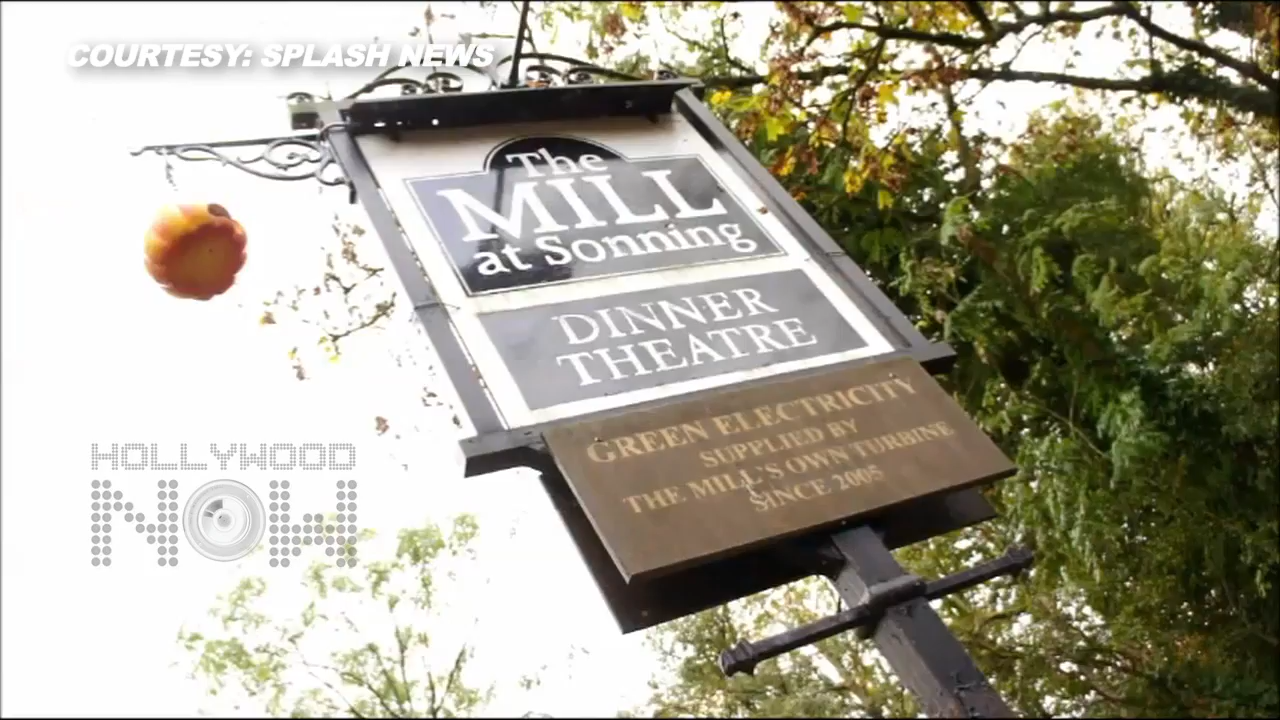 COURTESY: SPLASH NEWS
The
MILL
at Sonning
DINNER
THEATRE
GREEN ELECTRICITY
SUPPLIED BY
THE MILL'S OWN TURBINE
SINCE 2005
HOLLYWOOD
NOW